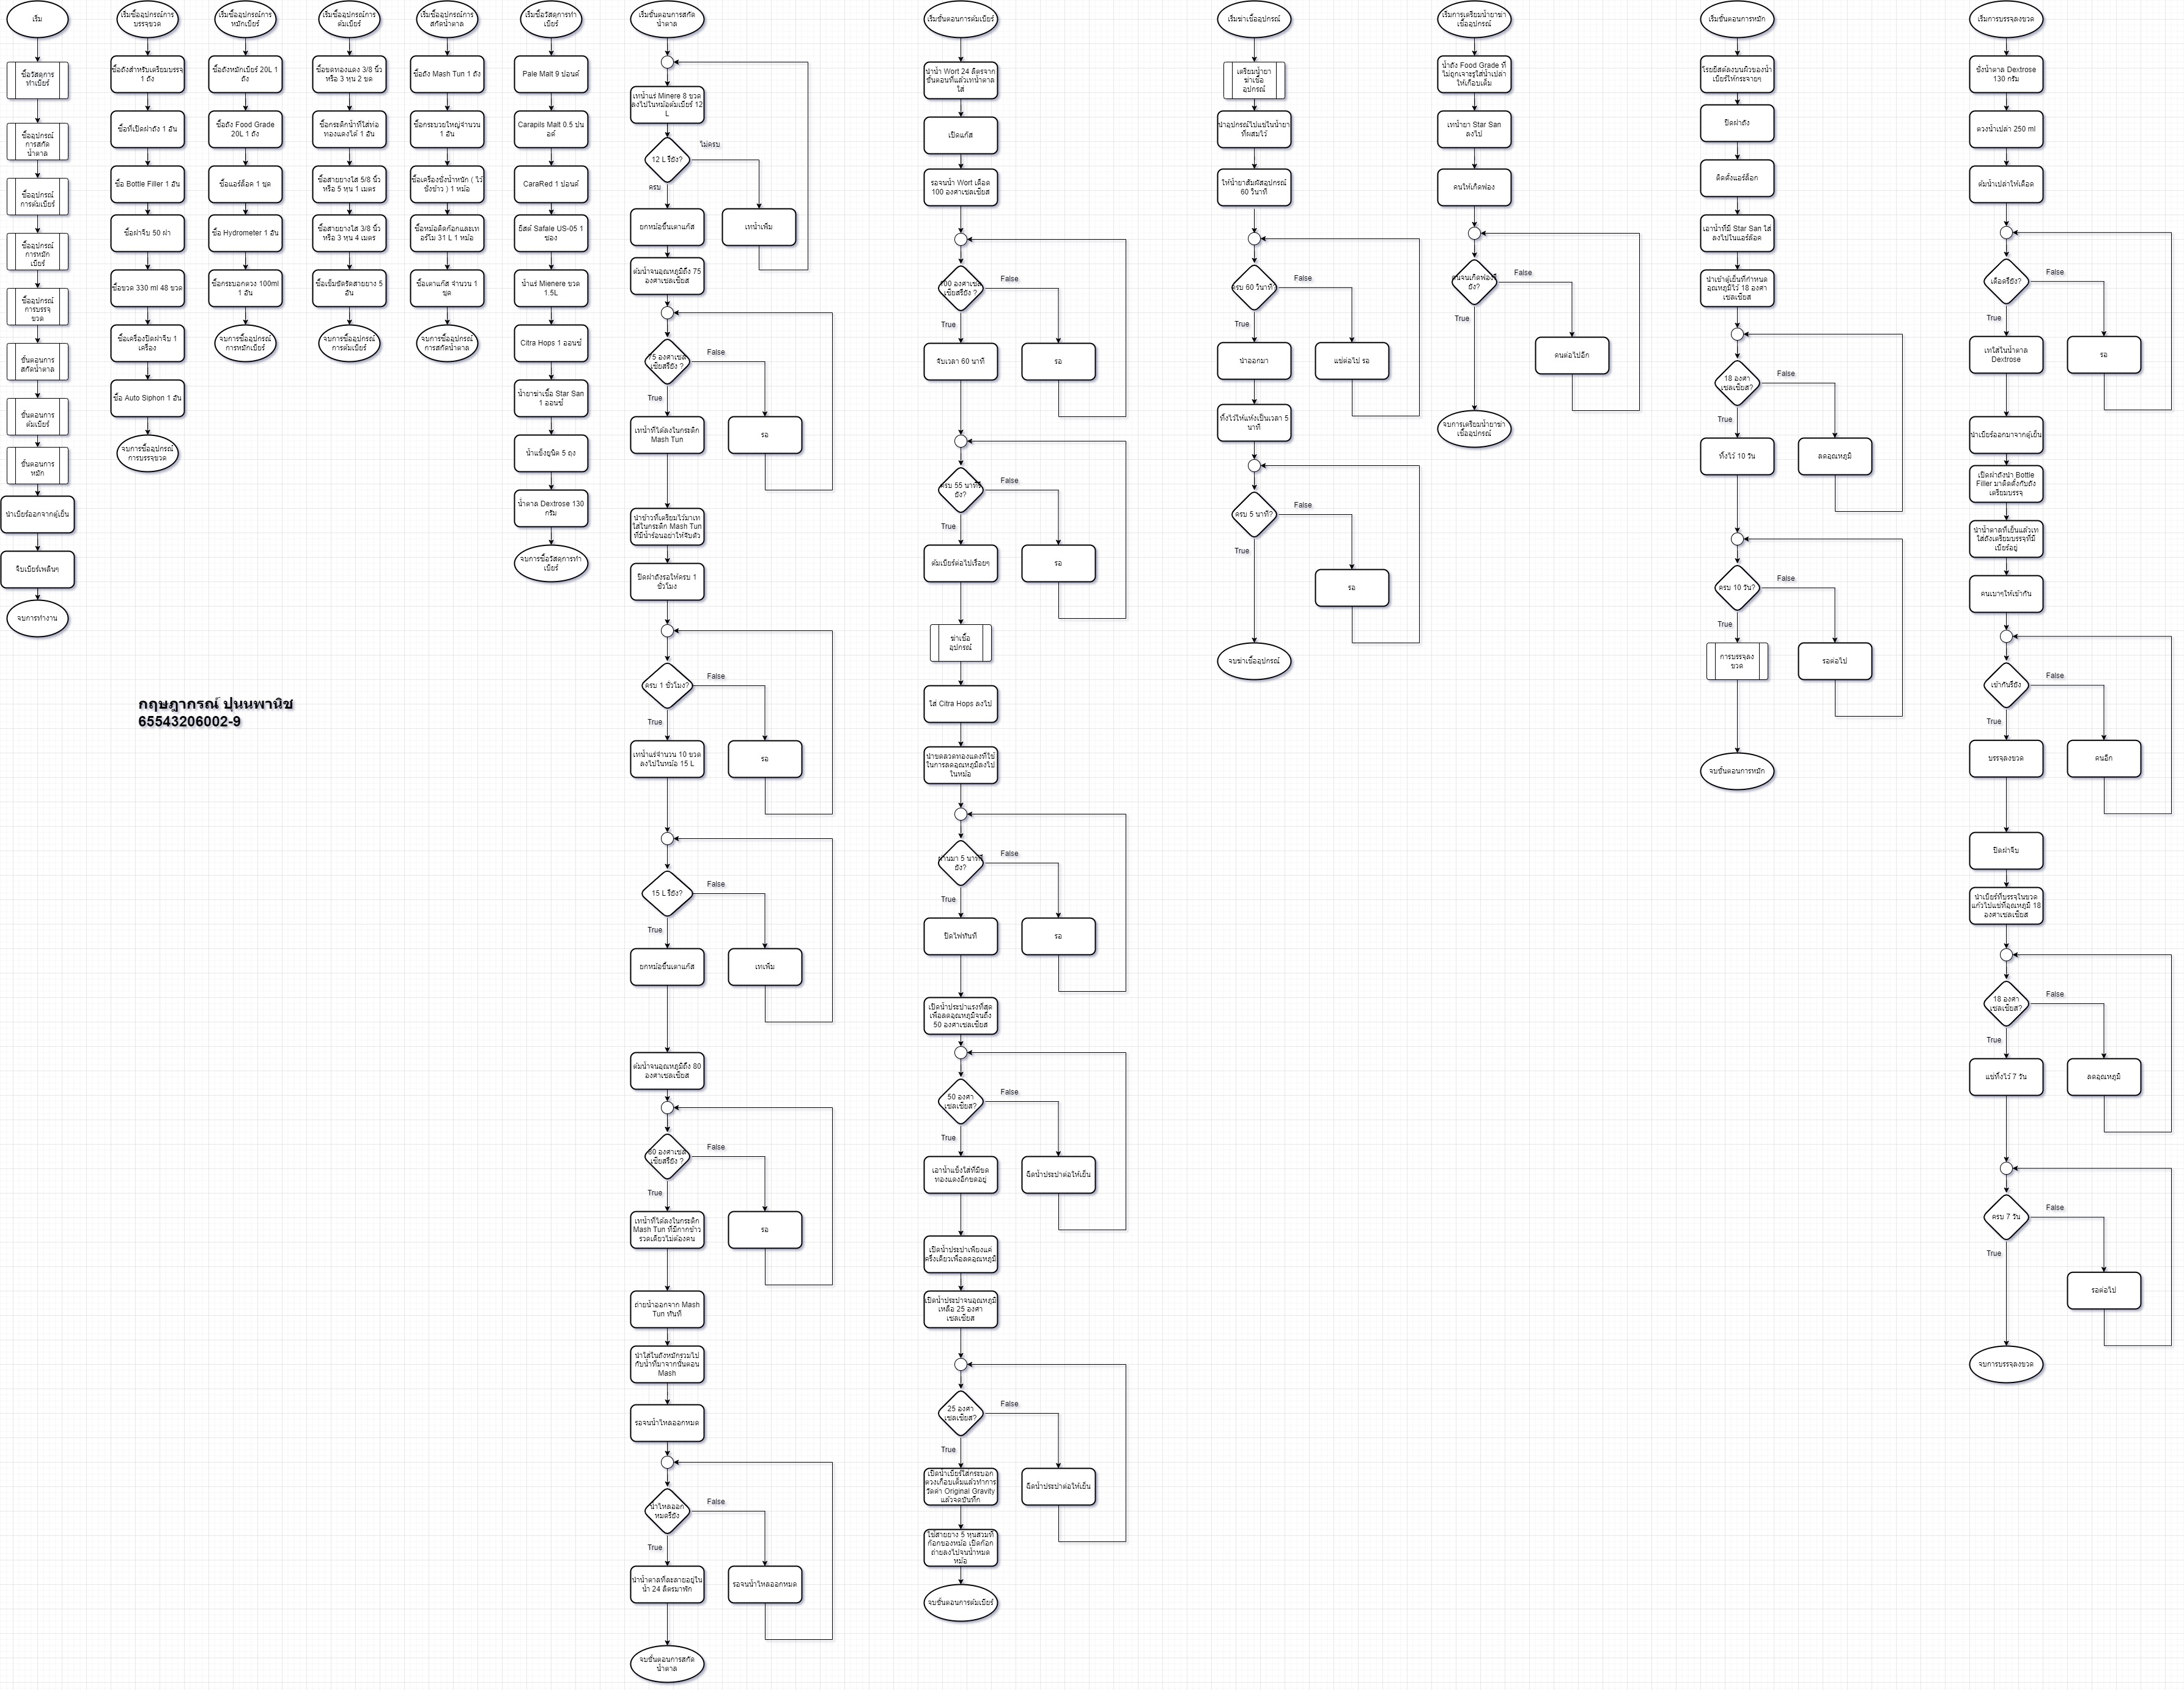 เริ่ม
ซื้อวัสดุการ
ทำเบียร์
ซื้ออุปกรณ์
การสกัด
น้ำตาล
ซื้ออุปกรณ์
การต้มเบียร์
ซื้ออุปกรณ์
การหมัก
เบียร์
ซื้ออุปกรณ์
การบรรจุ
ขวด
ขั้นตอนการ
สกัดน้ำตาล
ขั้นตอนการ
ต้มเบียร์
ขั้นตอนการ
หมัก
นำเบียร์ออกจากตู้เย็น
จิบเบียร์เพลินๆ
จบการทำงาน
เริ่มซื้ออุปกรณ์การ
บรรจุขวด
ซื้อถังสำหรับเตรียมบรรจุ
1 ถัง
ซื้อที่เปิดฝาถัง 1 อัน
ซื้อ Bottle Filler 1 อัน
ซื้อฝาจีบ 50 ฝา
ซื้อขวด 330 ml 48 ขวด
ซื้อเครื่องปิดฝาจีบ 1
เครื่อง
ซื้อ Auto Siphon 1 อัน
จบการซื้ออุปกรณ์
การบรรจุขวด
กฤษฎากรณ์ ปุนนพานิช
65543206002-9
เริ่มซื้ออุปกรณ์การ
หมักเบียร์
ซื้อถังหมักเบียร์ 20L 1
ถัง
ซื้อถัง Food Grade
20L 1 ถัง
ซื้อแอร์ล็อค 1 ชุด
ซื้อ Hydrometer 1 อัน
ซื้อกระบอกตวง 100ml
1 อัน
จบการซื้ออุปกรณ์
การหมักเบียร์
เริ่มซื้ออุปกรณ์การ
ต้มเบียร์
ซื้อขดทองแดง 3/8 นิ้ว
หรือ 3 หุน 2 ขด
ซื้อกระติกน้ำที่ใส่ท่อ
ทองแดงได้ 1 อัน
ซื้อสายยางใส 5/8 นิ้ว
หรือ 5 หุน 1 เมตร
ซื้อสายยางใส 3/8 นิ้ว
หรือ 3 หุน 4 เมตร
ซื้อเข็มขัดรัดสายยาง 5
อัน
จบการซื้ออุปกรณ์
การต้มเบียร์
เริ่มซื้ออุปกรณ์การ
สกัดน้ำตาล
ซื้อถัง Mash Tun 1 ถัง
ซื้อกระบวยใหญ่จำนวน
1 อัน
ซื้อเครื่องชั่งน้ำหนัก ( ไว้
ชั่งข้าว ) 1 หม้อ
ซื้อหม้อติดก๊อกและเท
อร์โม 31 L 1 หม้อ
ซื้อเตาแก๊ส จำนวน 1
ชุด
จบการซื้ออุปกรณ์
การสกัดน้ำตาล
เริ่มซื้อวัสดุการทำ
เบียร์
Pale Malt 9 ปอนด์
Carapils Malt 0.5 ปน
อด์
CaraRed 1 ปอนด์
ยีสต์ Safale US-05 1
ซอง
น้ำแร่ Mienere ขวด
1.5L
Citra Hops 1 ออนซ์
น้ำยาฆ่าเชื้อ Star San
1 ออนซ์
น้ำแข็งยูนิต 5 ถุง
น้ำตาล Dextrose 130
กรัม
จบการซื้อวัสดุการทำ
เบียร์
เริ่มขั้นตอนการสกัด
น้ำตาล
เทน้ำแร่ Minere 8 ขวด
ลงไปในหม้อต้มเบียร์ 12
L
12 L รึยัง?
ไม่ครบ
ครบ
ยกหม้อขึ้นเตาแก๊ส
เทน้ำเพิ่ม
ต้มน้ำจนอุณหภูมิถึง 75
องศาเซลเซียส
75 องศาเซล
เซียสรึยัง ?
False
True
เทน้ำที่ได้ลงในกระติก
Mash Tun
รอ
นำข้าวที่เตรียมไว้มาเท
ใส่ในกระติก Mash Tun
ที่มีน้ำร้อนอย่าให้จับตัว
ปิดฝาถังรอให้ครบ 1
ชั่วโมง
ครบ 1 ชั่วโมง?
False
True
เทน้ำแร่จำนวน 10 ขวด
ลงไปในหม้อ 15 L
รอ
15 L รึยัง?
False
True
ยกหม้อขึ้นเตาแก๊ส
เทเพิ่ม
ต้มน้ำจนอุณหภูมิถึง 80
องศาเซลเซียส
80 องศาเซล
เซียสรึยัง ?
False
True
เทน้ำที่ได้ลงในกระติก
Mash Tun ที่มีกากข้าว
รวดเดียวไม่ต้องคน
รอ
ถ่ายน้ำออกจาก Mash
Tun ทันที
นำใส่ในถังหมักรวมไป
กับน้ำที่มาจากขั้นตอน
Mash
รอจนน้ำไหลออกหมด
น้ำไหลออก
หมดรึยัง
False
True
นำน้ำตาลที่ละลายอยู่ใน
น้ำ 24 ลิตรมาพัก
รอจนน้ำไหลออกหมด
จบขั้นตอนการสกัด
น้ำตาล
เริ่มขั้นตอนการต้มเบียร์
นำน้ำ Wort 24 ลิตรจาก
ขั้นตอนที่แล้วเทน้ำตาล
ใส่
เปิดแก๊ส
รอจนน้ำ Wort เดือด
100 องศาเซลเซียส
100 องศาเซล
เซียสรึยัง ?
False
True
จับเวลา 60 นาที
รอ
ครบ 55 นาทีรึ
ยัง?
False
True
ต้มเบียร์ต่อไปเรื่อยๆ
รอ
ฆ่าเชื้อ
อุปกรณ์
ใส่ Citra Hops ลงไป
นำขดลวดทองแดงที่ใช้
ในการลดอุณหภูมิลงไป
ในหม้อ
ผ่านมา 5 นาทีรึ
ยัง?
False
True
ปิดไฟทันที
รอ
เปิดน้ำประปาแรงที่สุด
เพื่อลดอุณหภูมิจนถึง
50 องศาเซลเซียส
50 องศา
เซลเซียส?
False
True
เอาน้ำแข็งใส่ที่มีขด
ทองแดงอีกขดอยู่
ฉีดน้ำประปาต่อให้เย็น
เปิดน้ำประปาเพียงแค่
ครึ่งเดียวเพื่อลดอุณหภูมิ
เปิดน้ำประปาจนอุณหภูมิ
เหลือ 25 องศา
เซลเซียส
25 องศา
เซลเซียส?
False
True
เปิดน้ำเบียร์ใส่กระบอก
ตวงเกือบเต็มแล้วทำการ
วัดค่า Original Gravity
แล้วจดบันทึก
ฉีดน้ำประปาต่อให้เย็น
ใช้สายยาง 5 หุนสวมที่
ก๊อกของหม้อ เปิดก๊อก
ถ่ายลงไปจนน้ำหมด
หม้อ
จบขั้นตอนการต้มเบียร์
เริ่มฆ่าเชื้ออุปกรณ์
เตรียมน้ำยา
ฆ่าเชื้อ
อุปกรณ์
นำอุปกรณ์ไปแช่ในน้ำยา
ที่ผสมไว้
ให้น้ำยาสัมผัสอุปกรณ์
60 วินาที
ครบ 60 วินาที?
False
True
นำออกมา
แช่ต่อไป รอ
ทิ้งไว้ให้แห้งเป็นเวลา 5
นาที
ครบ 5 นาที?
False
True
รอ
จบฆ่าเชื้ออุปกรณ์
เริ่มการเตรียมน้ำยาฆ่า
เชื้ออุปกรณ์
นำถัง Food Grade ที่
ไม่ถูกเจาะรูใส่น้ำเปล่า
ให้เกือบเต็ม
เทน้ำยา Star San
ลงไป
คนให้เกิดฟอง
คนจนเกิดฟองรึ
ยัง?
False
True
คนต่อไปอีก
จบการเตรียมน้ำยาฆ่า
เชื้ออุปกรณ์
เริ่มขั้นตอนการหมัก
โรยยีสต์ลงบนผิวของน้ำ
เบียร์ให้กระจายๆ
ปิดฝาถัง
ติดตั้งแอร์ล็อก
เอาน้ำที่มี Star San ใส่
ลงไปในแอร์ล๊อค
นำเข้าตู้เย็นที่กำหนด
อุณหภูมิไว้ 18 องศา
เซลเซียส
18 องศา
เซลเซียส?
False
True
ทิ้งไว้ 10 วัน
ลดอุณหภูมิ
ครบ 10 วัน?
False
True
การบรรจุลง
ขวด
รอต่อไป
จบขั้นตอนการหมัก
เริ่มการบรรจุลงขวด
ชั่งน้ำตาล Dextrose
130 กรัม
ตวงน้ำเปล่า 250 ml
ต้มน้ำเปล่าให้เดือด
เดือดรึยัง?
False
True
เทใส่ในน้ำตาล
Dextrose
รอ
นำเบียร์ออกมาจากตู้เย็น
เปิดฝาถังนำ Bottle
Filler มาติดตั้งกับถัง
เตรียมบรรจุ
นำน้ำตาลที่เย็นแล้วเท
ใส่ถังเตรียมบรรจุที่มี
เบียร์อยู่
คนเบาๆให้เข้ากัน
เข้ากันรึยัง
False
True
บรรจุลงขวด
คนอีก
ปิดฝาจีบ
นำเบียร์ที่บรรจุในขวด
แก้วไปแช่ที่อุณหภูมิ 18
องศาเซลเซียส
18 องศา
เซลเซียส?
False
True
แช่ทิ้งไว้ 7 วัน
ลดอุณหภูมิ
ครบ 7 วัน
False
True
รอต่อไป
จบการบรรจุลงขวด